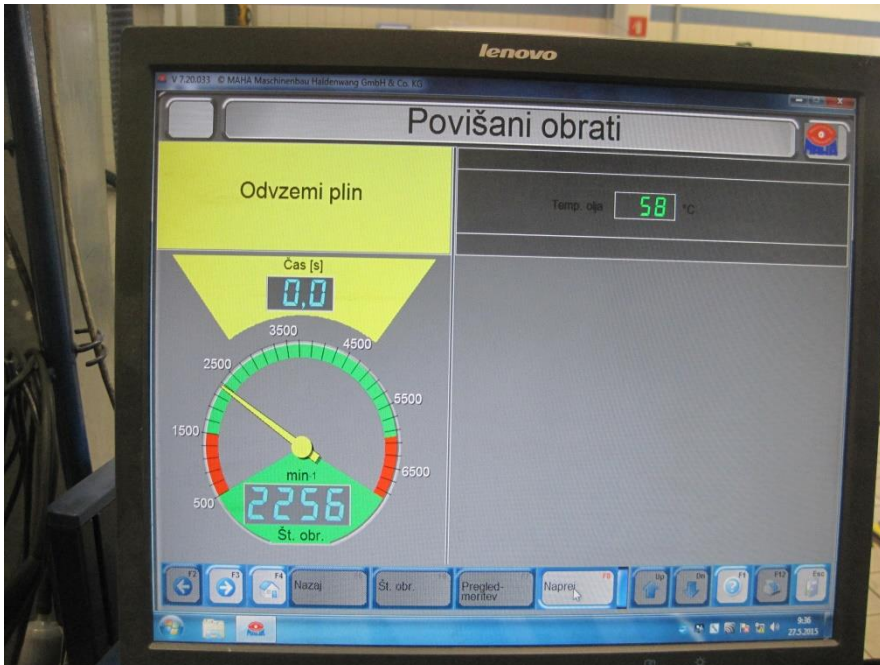 lenovo
V 7.20.033 © MAHA Maschinenbau Haldenwang GmbH & Co. KG
Povišani obrati
Odvzemi plin
Temp. olja 58 °C
Čas [s]
0,0
500
1500
2500
3500
4500
5500
6500
min-1
2256
Št. obr.
F2
F3
F4
Nazaj
Št. obr.
Pregled-
meritev
Naprej
Up
Dn
F1
F12
Esc
9:36
27.5.2015